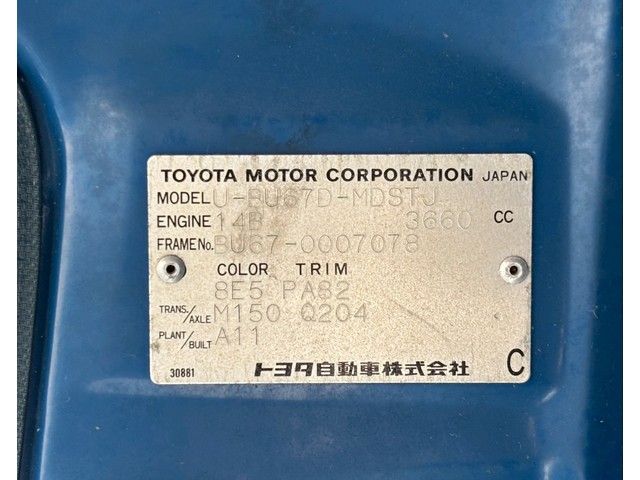 TOYOTA MOTOR CORPORATION JAPAN
MODEL U-BU67D-MDSTJ
ENGINE 14B 3660 CC
FRAME No. BU67-0007078
COLOR TRIM
8E5 PA82
TRANS./AXLE M150 Q204
PLANT/BUILT A11
30881 トヨタ自動車株式会社 C